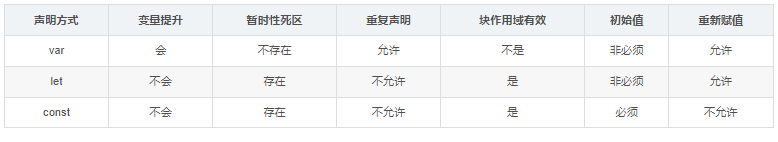 声明方式 变量提升 暂时性死区 重复声明 块作用域有效 初始值 重新赋值
var 会 不存在 允许 不是 非必须 允许
let 不会 存在 不允许 是 非必须 允许
const 不会 存在 不允许 是 必须 不允许